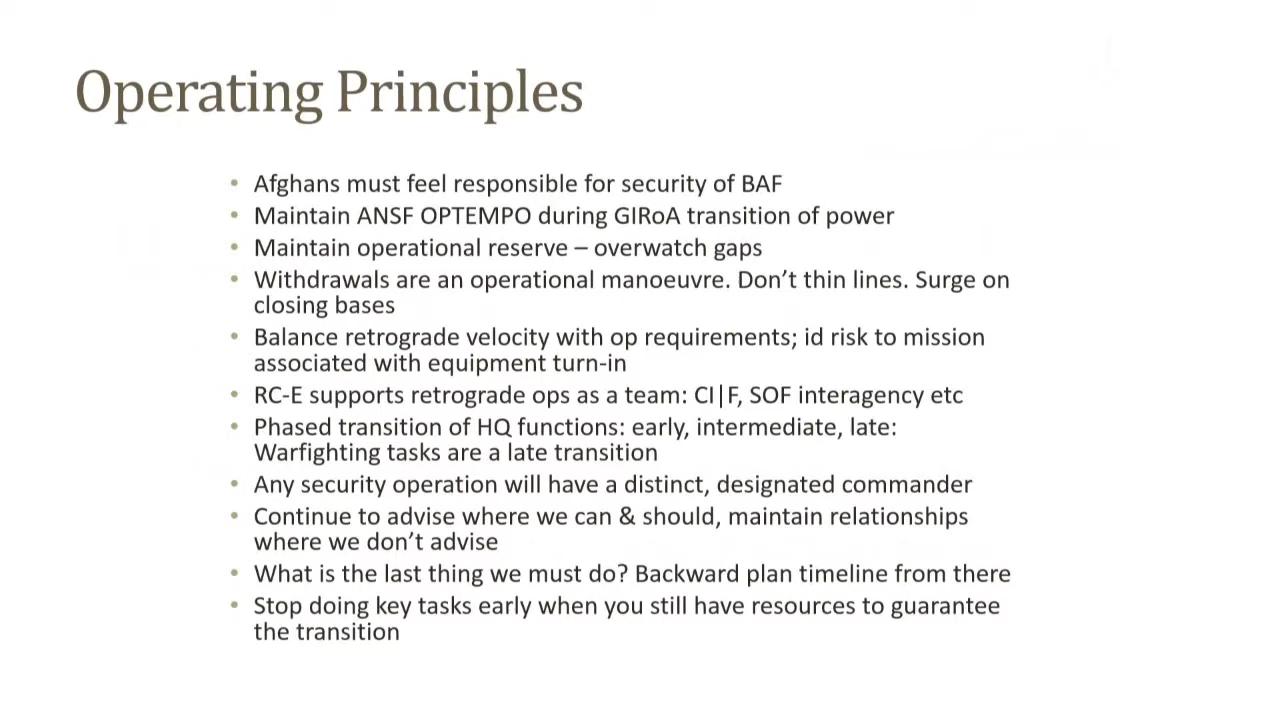 Operating Principles
• Afghans must feel responsible for security of BAF
• Maintain ANSF OPTEMPO during GIRoA transition of power
• Maintain operational reserve – overwatch gaps
• Withdrawals are an operational manoeuvre. Don’t thin lines. Surge on
closing bases
• Balance retrograde velocity with op requirements; id risk to mission
associated with equipment turn-in
• RC-E supports retrograde ops as a team: CI|F, SOF interagency etc
• Phased transition of HQ functions: early, intermediate, late:
Warfighting tasks are a late transition
• Any security operation will have a distinct, designated commander
• Continue to advise where we can & should, maintain relationships
where we don’t advise
• What is the last thing we must do? Backward plan timeline from there
• Stop doing key tasks early when you still have resources to guarantee
the transition